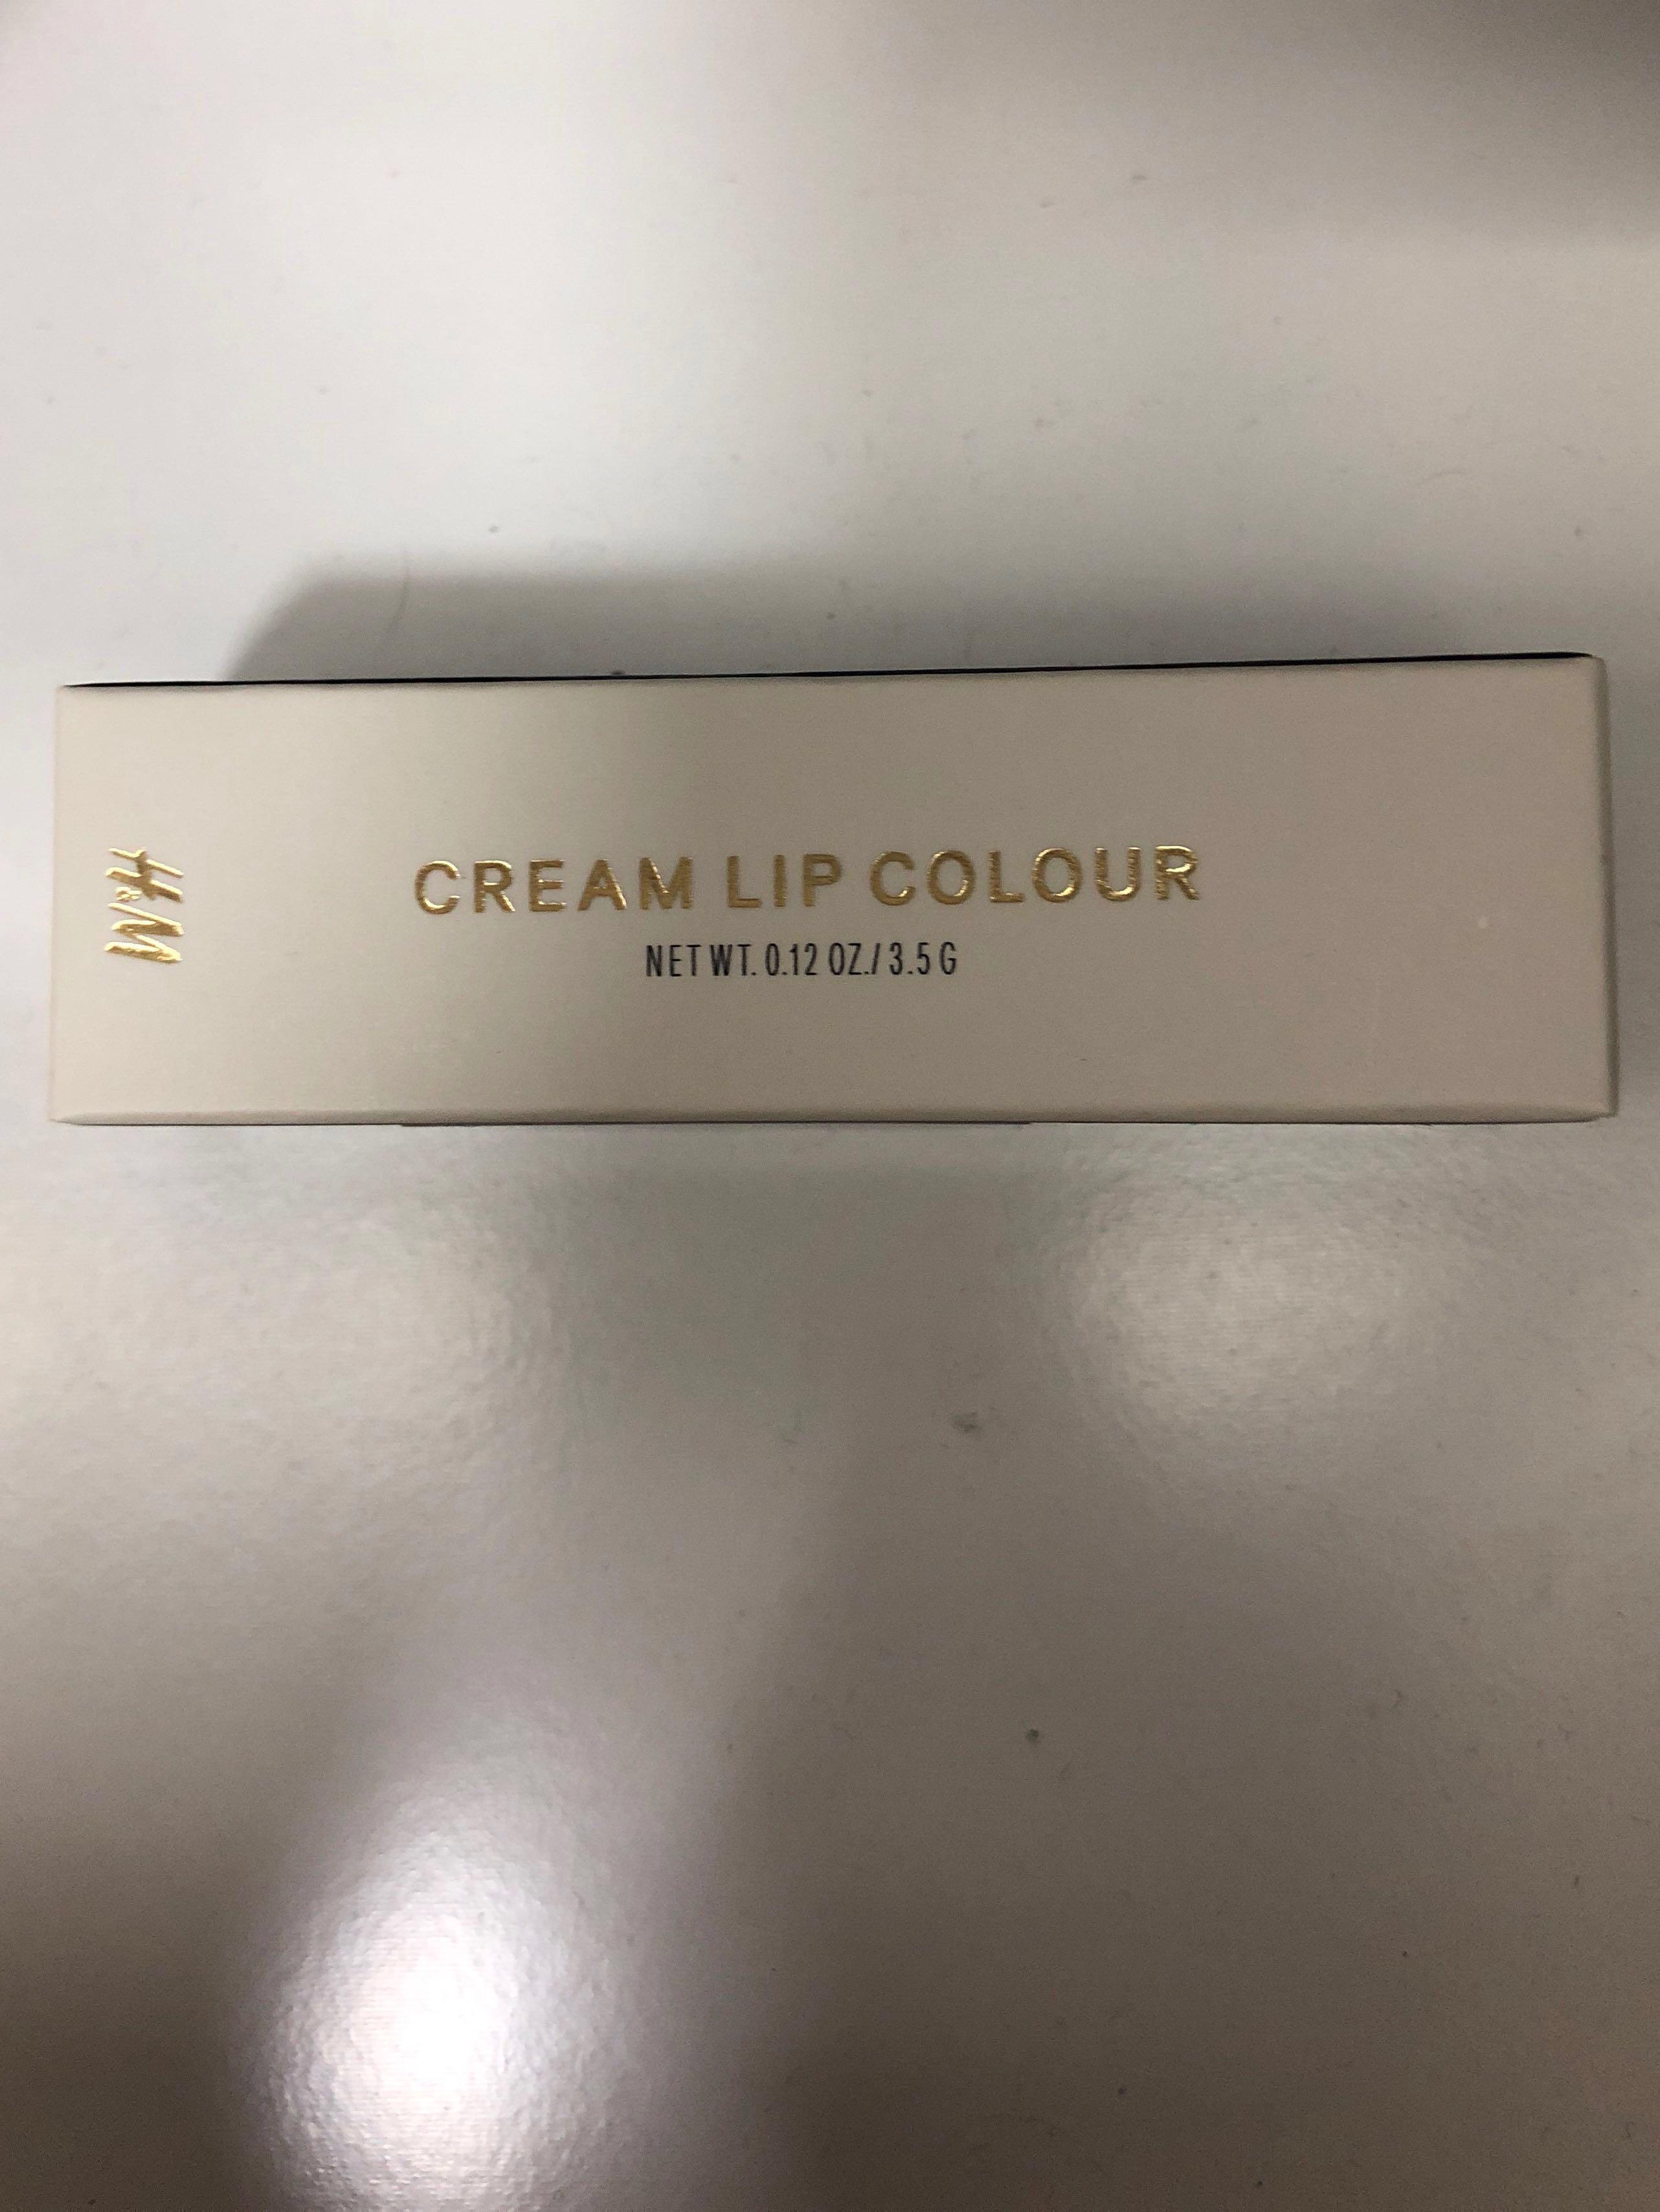 H&M
CREAM LIP COLOUR
NET WT. 0.12 OZ./3.5 G